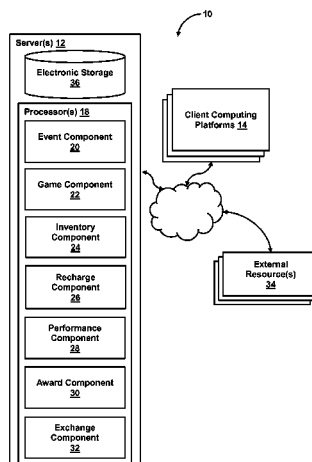 10
Server(s) 12
Electronic Storage
36
Processor(s) 18
Event Component
20
Game Component
22
Inventory
Component
24
Recharge
Component
26
Performance
Component
28
Award Component
30
Exchange
Component
32
Client Computing
Platforms 14
External
Resource(s)
34